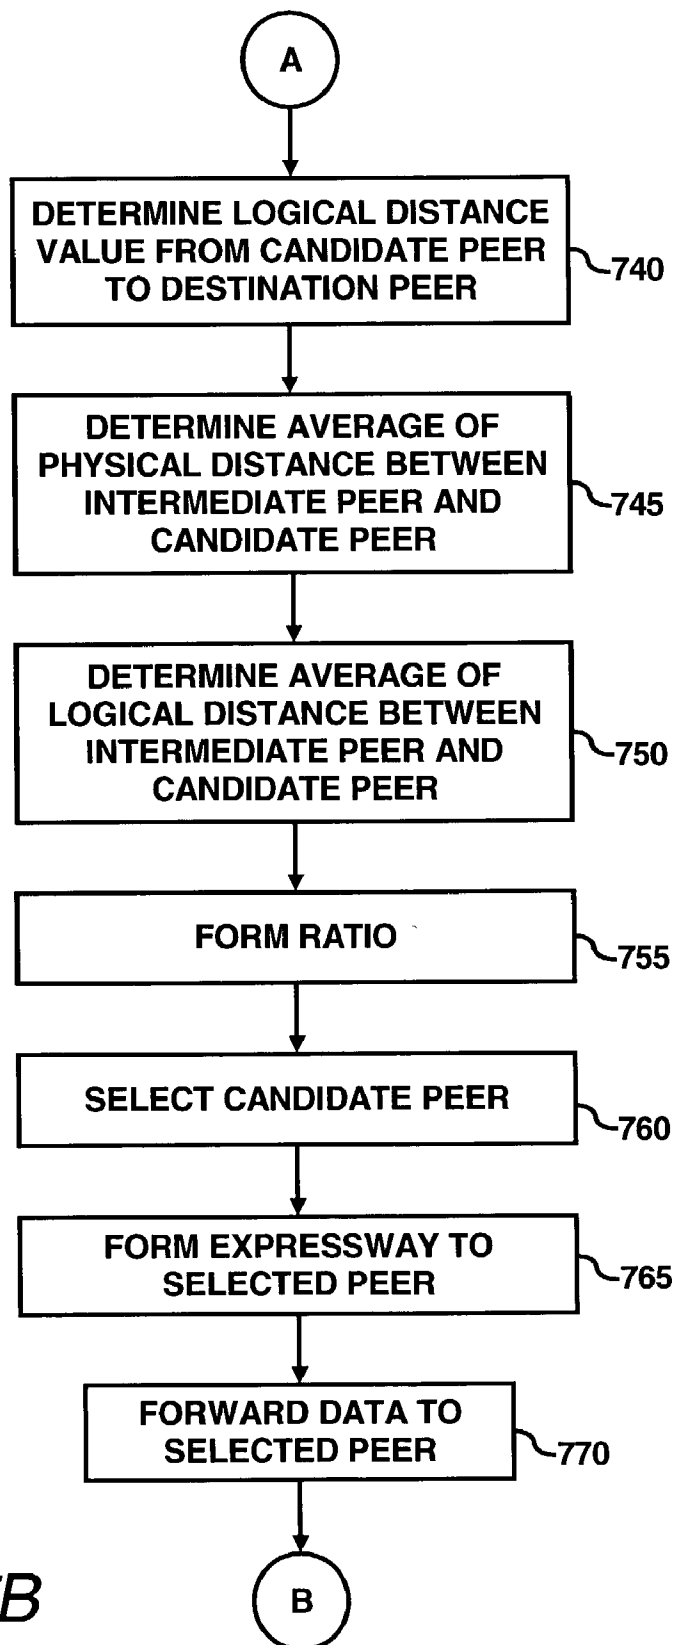 A
DETERMINE LOGICAL DISTANCE
VALUE FROM CANDIDATE PEER
TO DESTINATION PEER
740
DETERMINE AVERAGE OF
PHYSICAL DISTANCE BETWEEN
INTERMEDIATE PEER AND
CANDIDATE PEER
745
DETERMINE AVERAGE OF
LOGICAL DISTANCE BETWEEN
INTERMEDIATE PEER AND
CANDIDATE PEER
750
FORM RATIO
755
SELECT CANDIDATE PEER
760
FORM EXPRESSWAY TO
SELECTED PEER
765
FORWARD DATA TO
SELECTED PEER
770
B